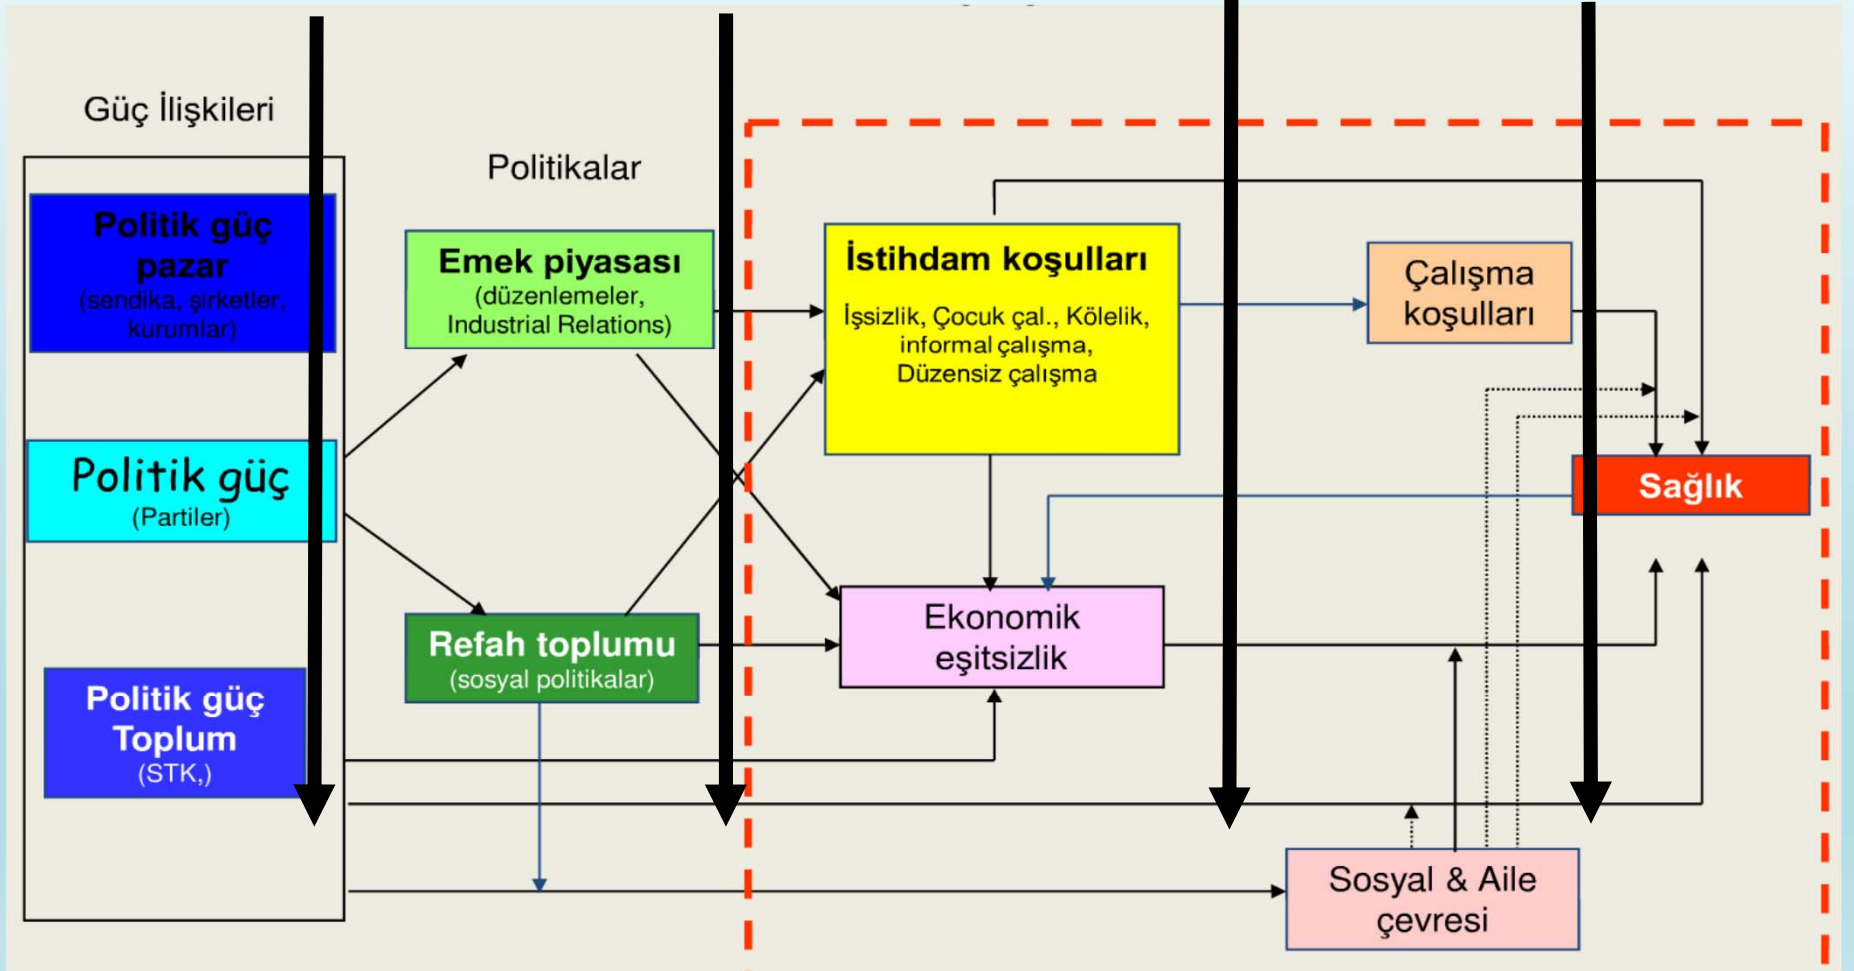 Güç İlişkileri
Politik güç
pazar
(sendika, şirketler,
kurumlar)
Politik güç
(Partiler)
Politik güç
Toplum
(STK,)
Politikalar
Emek piyasası
(düzenlemeler,
Industrial Relations)
Refah toplumu
(sosyal politikalar)
İstihdam koşulları
İşsizlik, Çocuk çal., Kölelik,
informal çalışma,
Düzensiz çalışma
Ekonomik
eşitsizlik
Çalışma
koşulları
Sağlık
Sosyal & Aile
çevresi